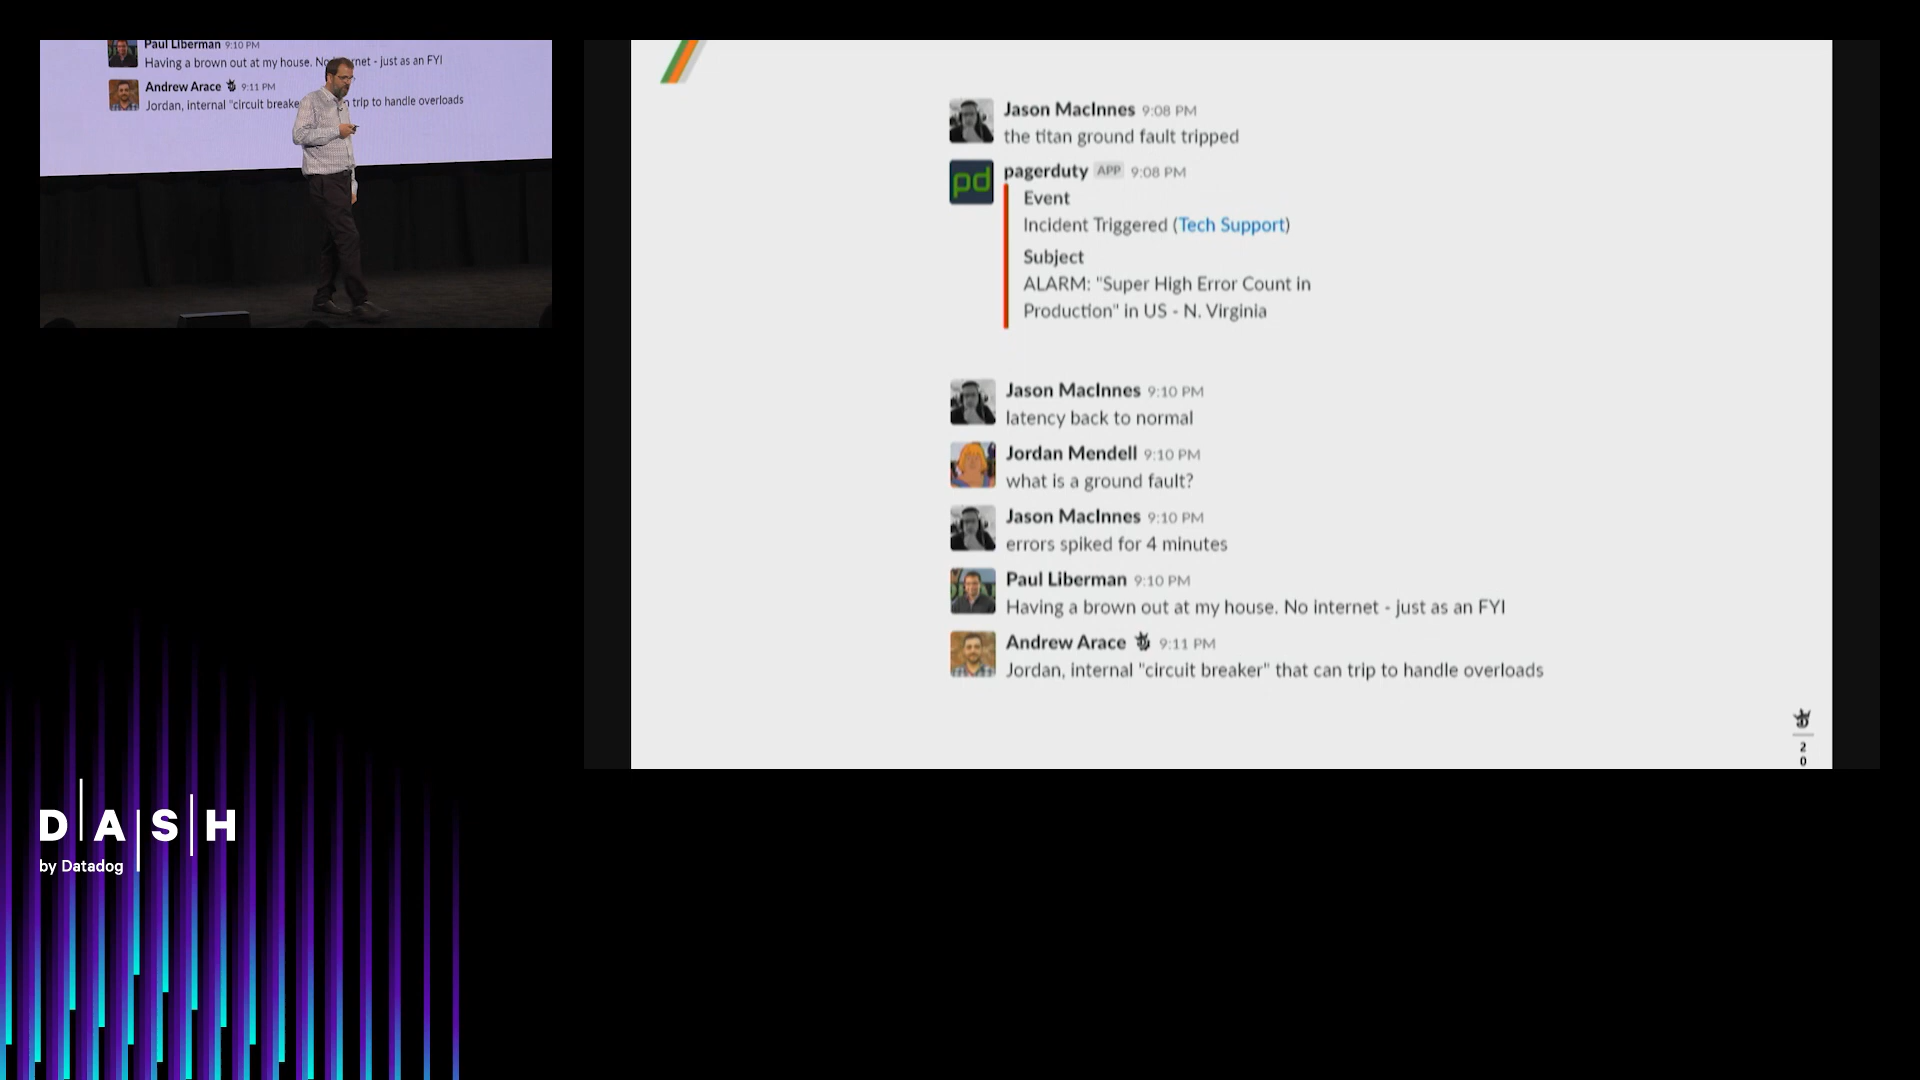 Paul Liberman 9:10 PM
Having a brown out at my house. No internet - just as an FYI
Andrew Arace 9:11 PM
Jordan, internal "circuit breake trip to handle overloads
Jason MacInnes 9:08 PM
the titan ground fault tripped
pd
pagerduty APP 9:08 PM
Event
Incident Triggered (Tech Support)
Subject
ALARM: "Super High Error Count in
Production" in US - N. Virginia
Jason MacInnes 9:10 PM
latency back to normal
Jordan Mendell 9:10 PM
what is a ground fault?
Jason MacInnes 9:10 PM
errors spiked for 4 minutes
Paul Liberman 9:10 PM
Having a brown out at my house. No internet - just as an FYI
Andrew Arace 9:11 PM
Jordan, internal "circuit breaker" that can trip to handle overloads
2
0
DASH
by Datadog